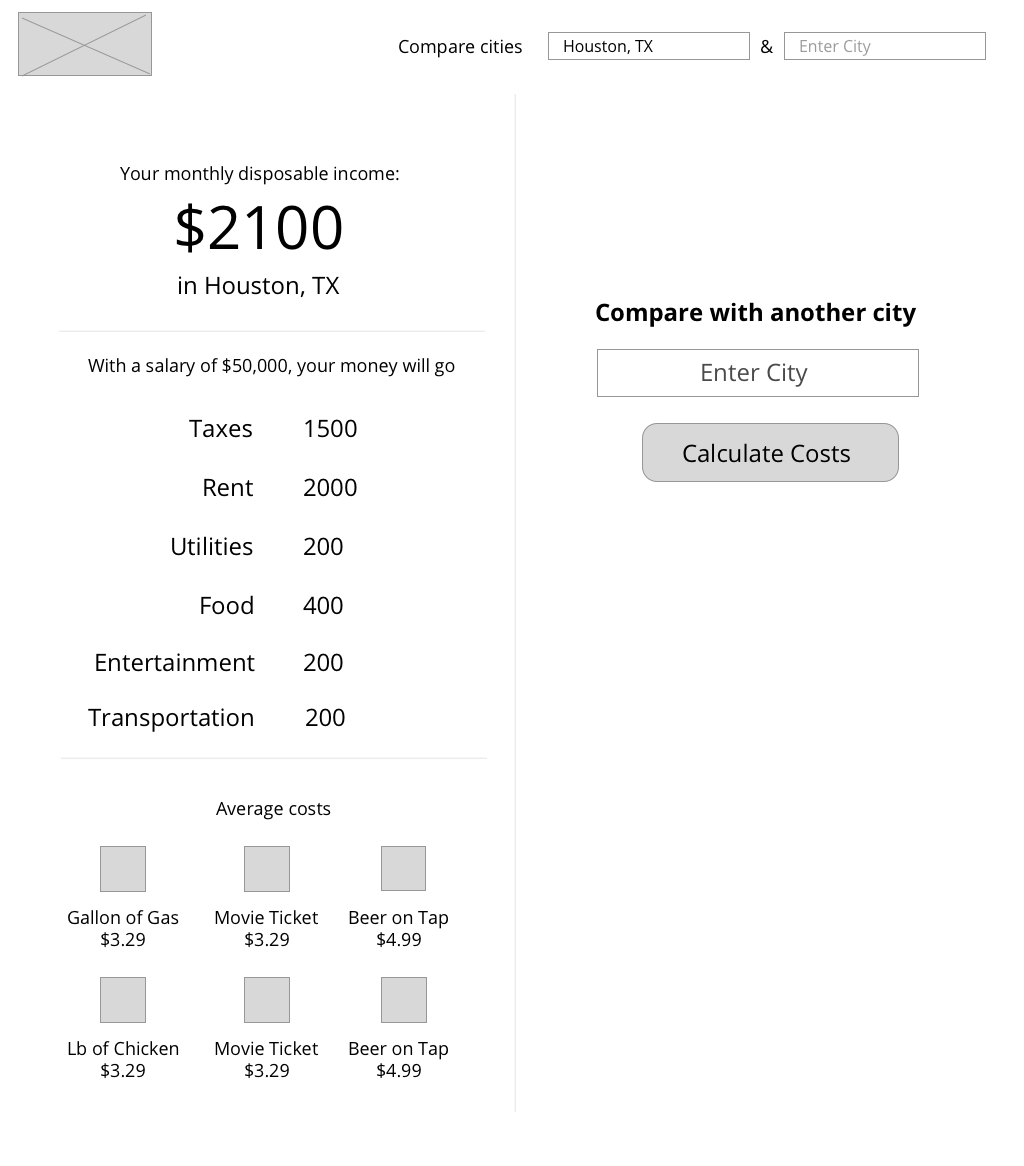 Compare cities Houston, TX & Enter City
Your monthly disposable income:
$2100
in Houston, TX
With a salary of $50,000, your money will go
Taxes 1500
Rent 2000
Utilities 200
Food 400
Entertainment 200
Transportation 200
Average costs
Gallon of Gas Movie Ticket Beer on Tap
$3.29 $3.29 $4.99
Lb of Chicken Movie Ticket Beer on Tap
$3.29 $3.29 $4.99
Compare with another city
Enter City
Calculate Costs